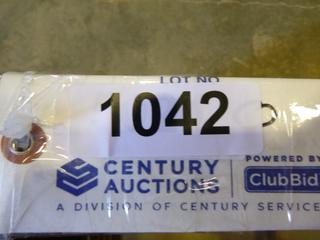 LOT NO
1042
CENTURY
AUCTIONS
POWERED BY
ClubBid
A DIVISION OF CENTURY SERVICE